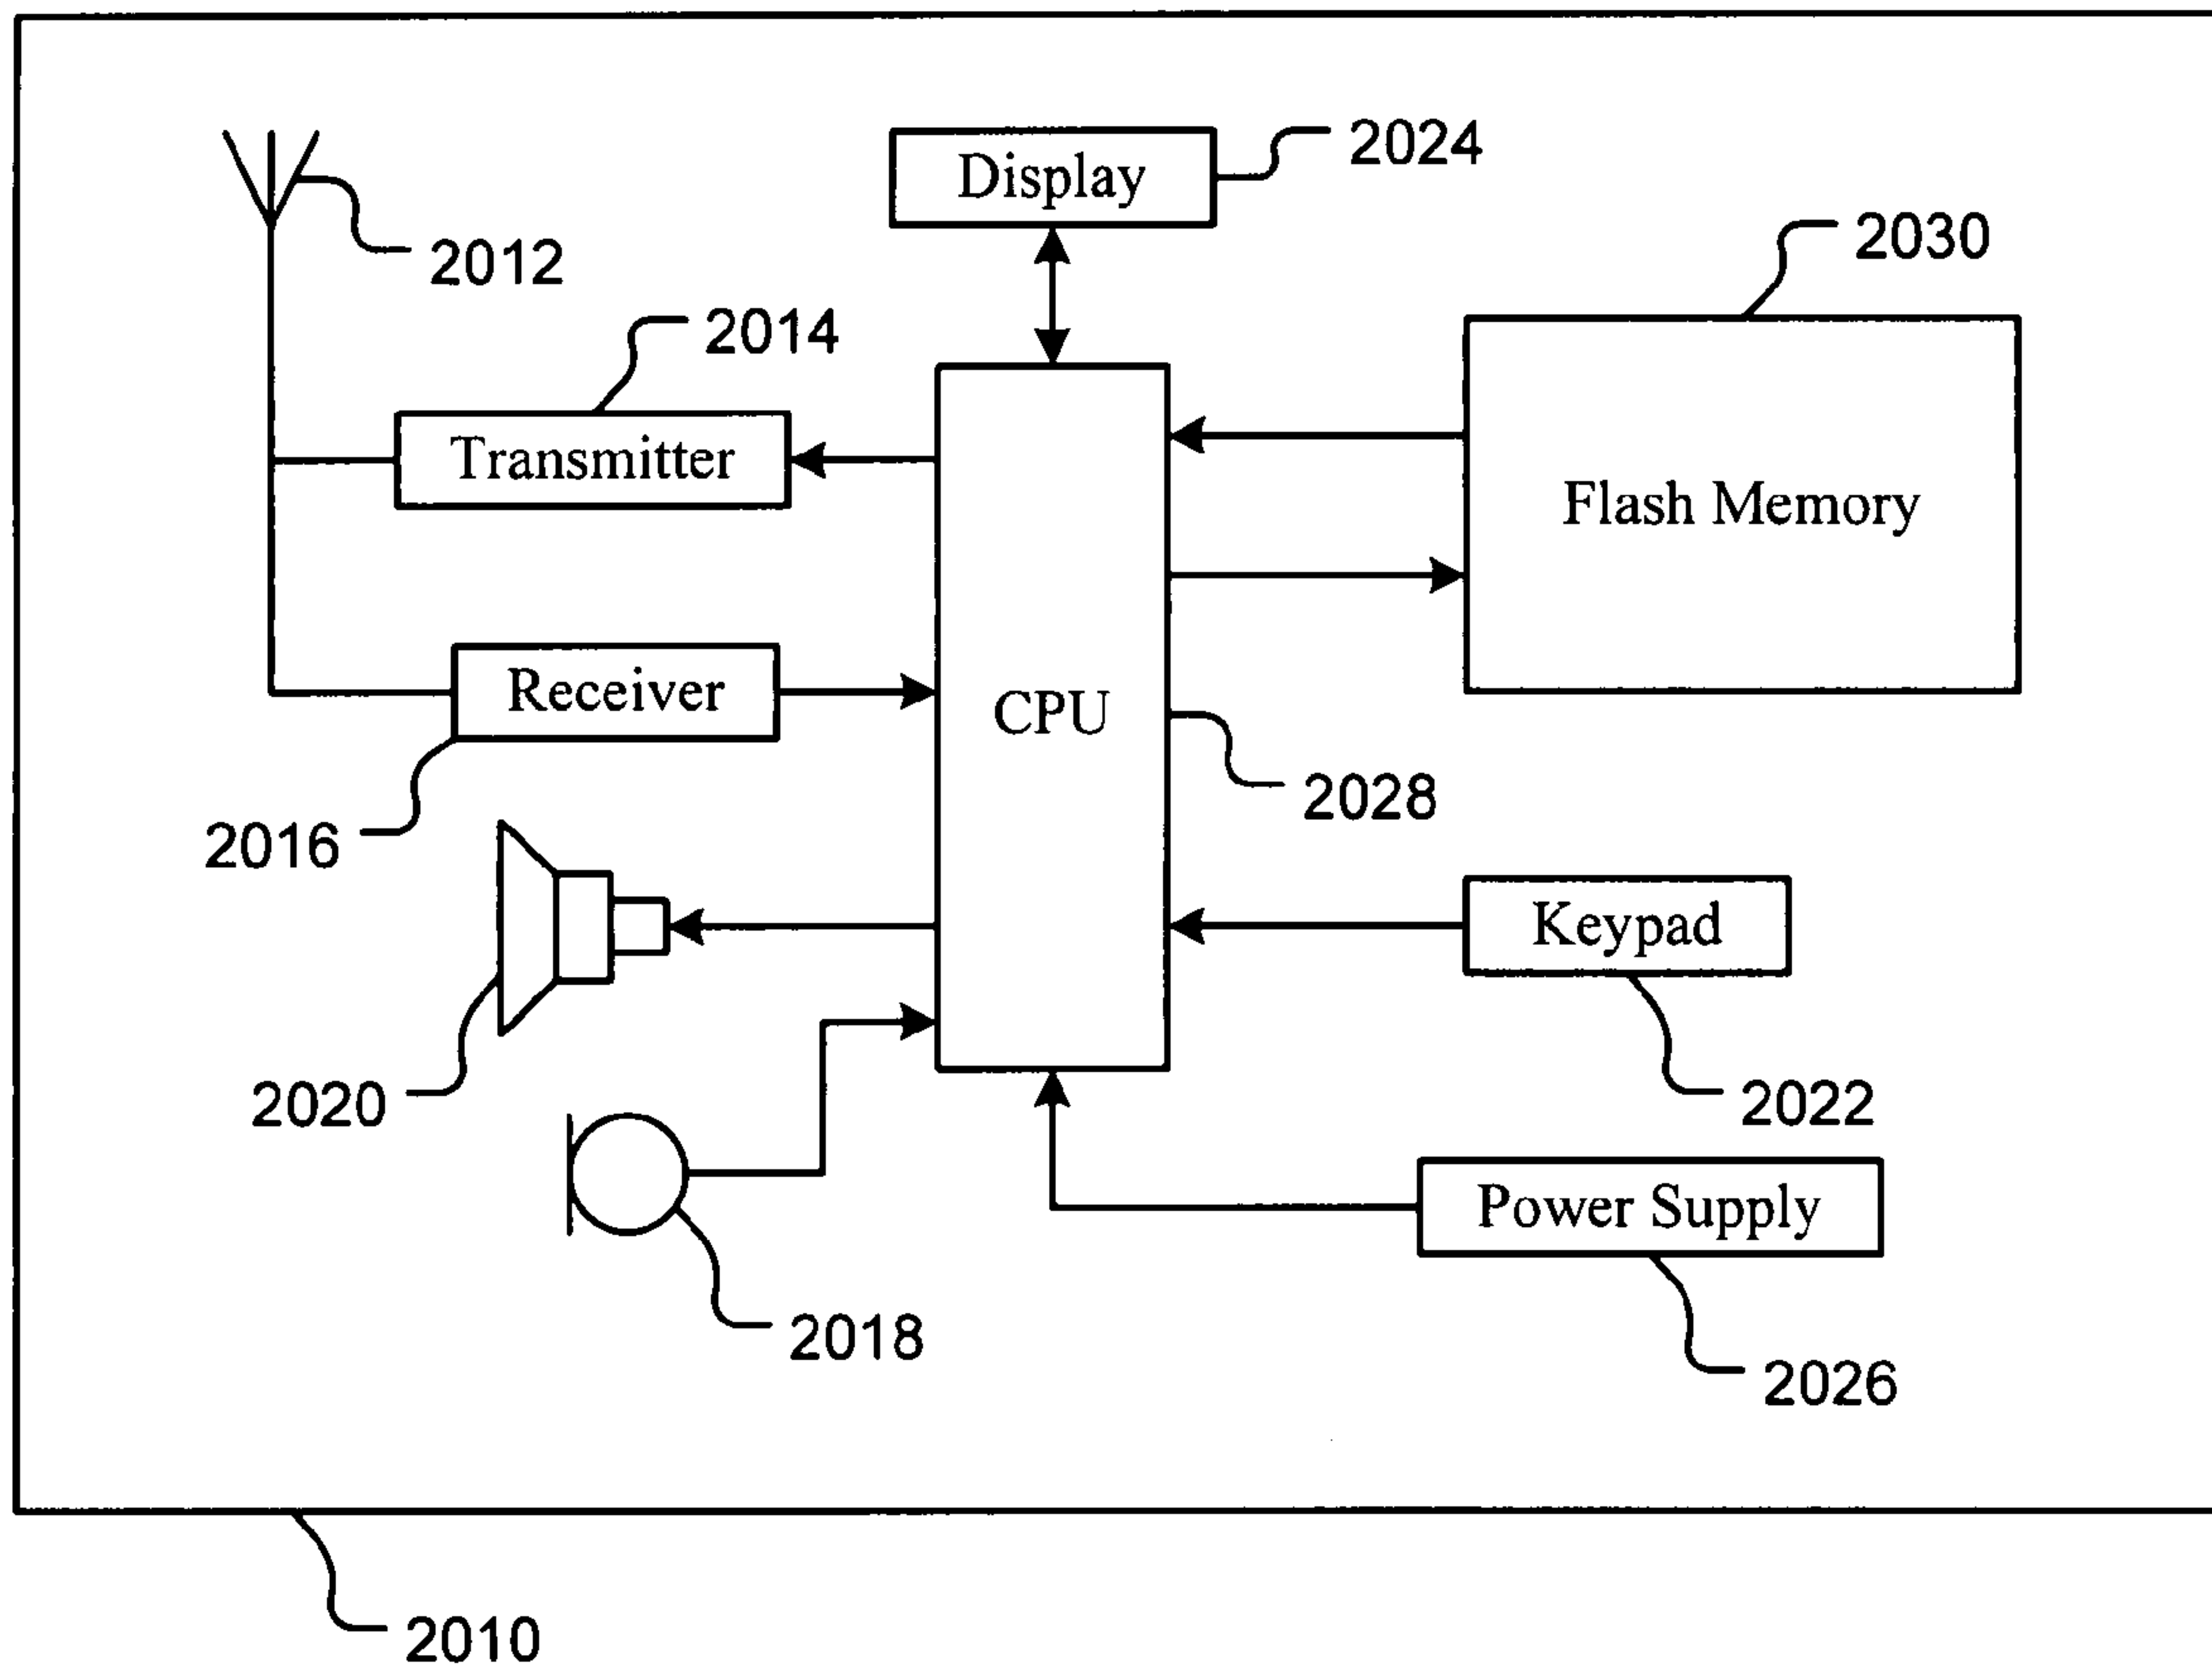 Display
2024
2012
2030
2014
Transmitter
Flash Memory
Receiver
CPU
2028
2016
Keypad
2020
2022
Power Supply
2018
2026
2010